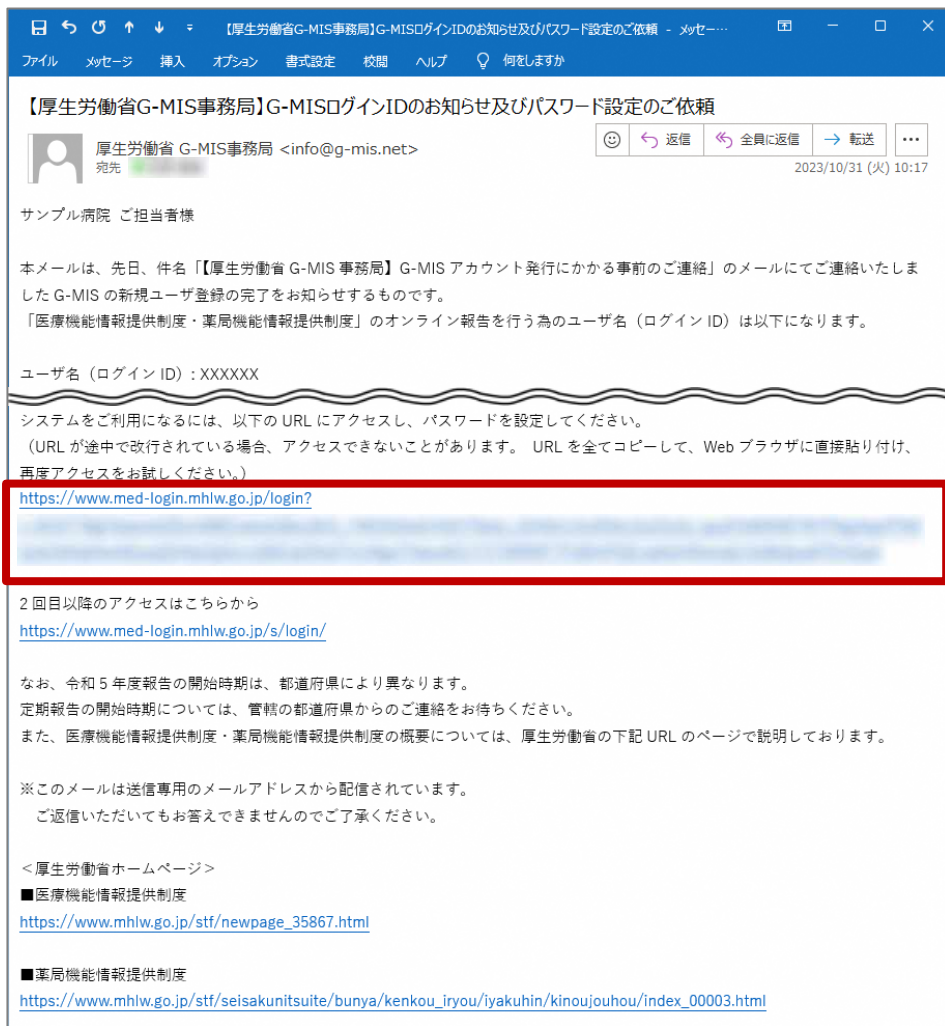 【厚生労働省G-MIS事務局】G-MISログインIDのお知らせ及びパスワード設定のご依頼 - メッセ…
ファイル メッセージ 挿入 オプション 書式設定 校閲 ヘルプ 何をしますか
【厚生労働省G-MIS事務局】G-MISログインIDのお知らせ及びパスワード設定のご依頼
厚生労働省 G-MIS事務局 <info@g-mis.net>
返信 全員に返信 転送 …
宛先
2023/10/31 (火) 10:17
サンプル病院 ご担当者様
本メールは、先日、件名「【厚生労働省 G-MIS 事務局】G-MIS アカウント発行にかかる事前のご連絡」のメールにてご連絡いたしま
した G-MIS の新規ユーザ登録の完了をお知らせするものです。
「医療機能情報提供制度・薬局機能情報提供制度」のオンライン報告を行う為のユーザ名（ログイン ID）は以下になります。
ユーザ名（ログイン ID）: XXXXXX
システムをご利用になるには、以下の URL にアクセスし、パスワードを設定してください。
（URL が途中で改行されている場合、アクセスできないことがあります。 URL を全てコピーして、Web ブラウザに直接貼り付け、
再度アクセスをお試しください。）
https://www.med-login.mhlw.go.jp/login?
2 回目以降のアクセスはこちらから
https://www.med-login.mhlw.go.jp/s/login/
なお、令和 5 年度報告の開始時期は、都道府県により異なります。
定期報告の開始時期については、管轄の都道府県からのご連絡をお待ちください。
また、医療機能情報提供制度・薬局機能情報提供制度の概要については、厚生労働省の下記 URL のページで説明しております。
※このメールは送信専用のメールアドレスから配信されています。
ご返信いただいてもお答えできませんのでご了承ください。
＜厚生労働省ホームページ＞
■医療機能情報提供制度
https://www.mhlw.go.jp/stf/newpage_35867.html
■薬局機能情報提供制度
https://www.mhlw.go.jp/stf/seisakunitsuite/bunya/kenkou_iryou/iyakuhin/kinoujouhou/index_00003.html